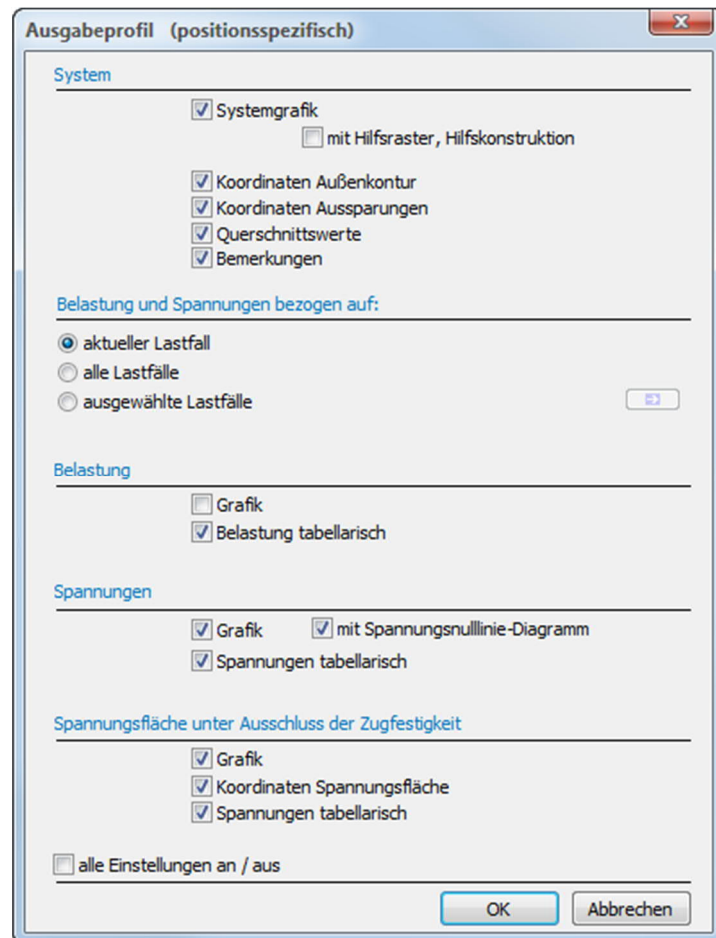 Ausgabeprofil (positionsspezifisch)
System
Systemgrafik
mit Hilfsraster, Hilfskonstruktion
Koordinaten Außenkontur
Koordinaten Aussparungen
Querschnittswerte
Bemerkungen
Belastung und Spannungen bezogen auf:
aktueller Lastfall
alle Lastfälle
ausgewählte Lastfälle
Belastung
Grafik
Belastung tabellarisch
Spannungen
Grafik mit Spannungsnulllinie-Diagramm
Spannungen tabellarisch
Spannungsfläche unter Ausschluss der Zugfestigkeit
Grafik
Koordinaten Spannungsfläche
Spannungen tabellarisch
alle Einstellungen an / aus
OK Abbrechen